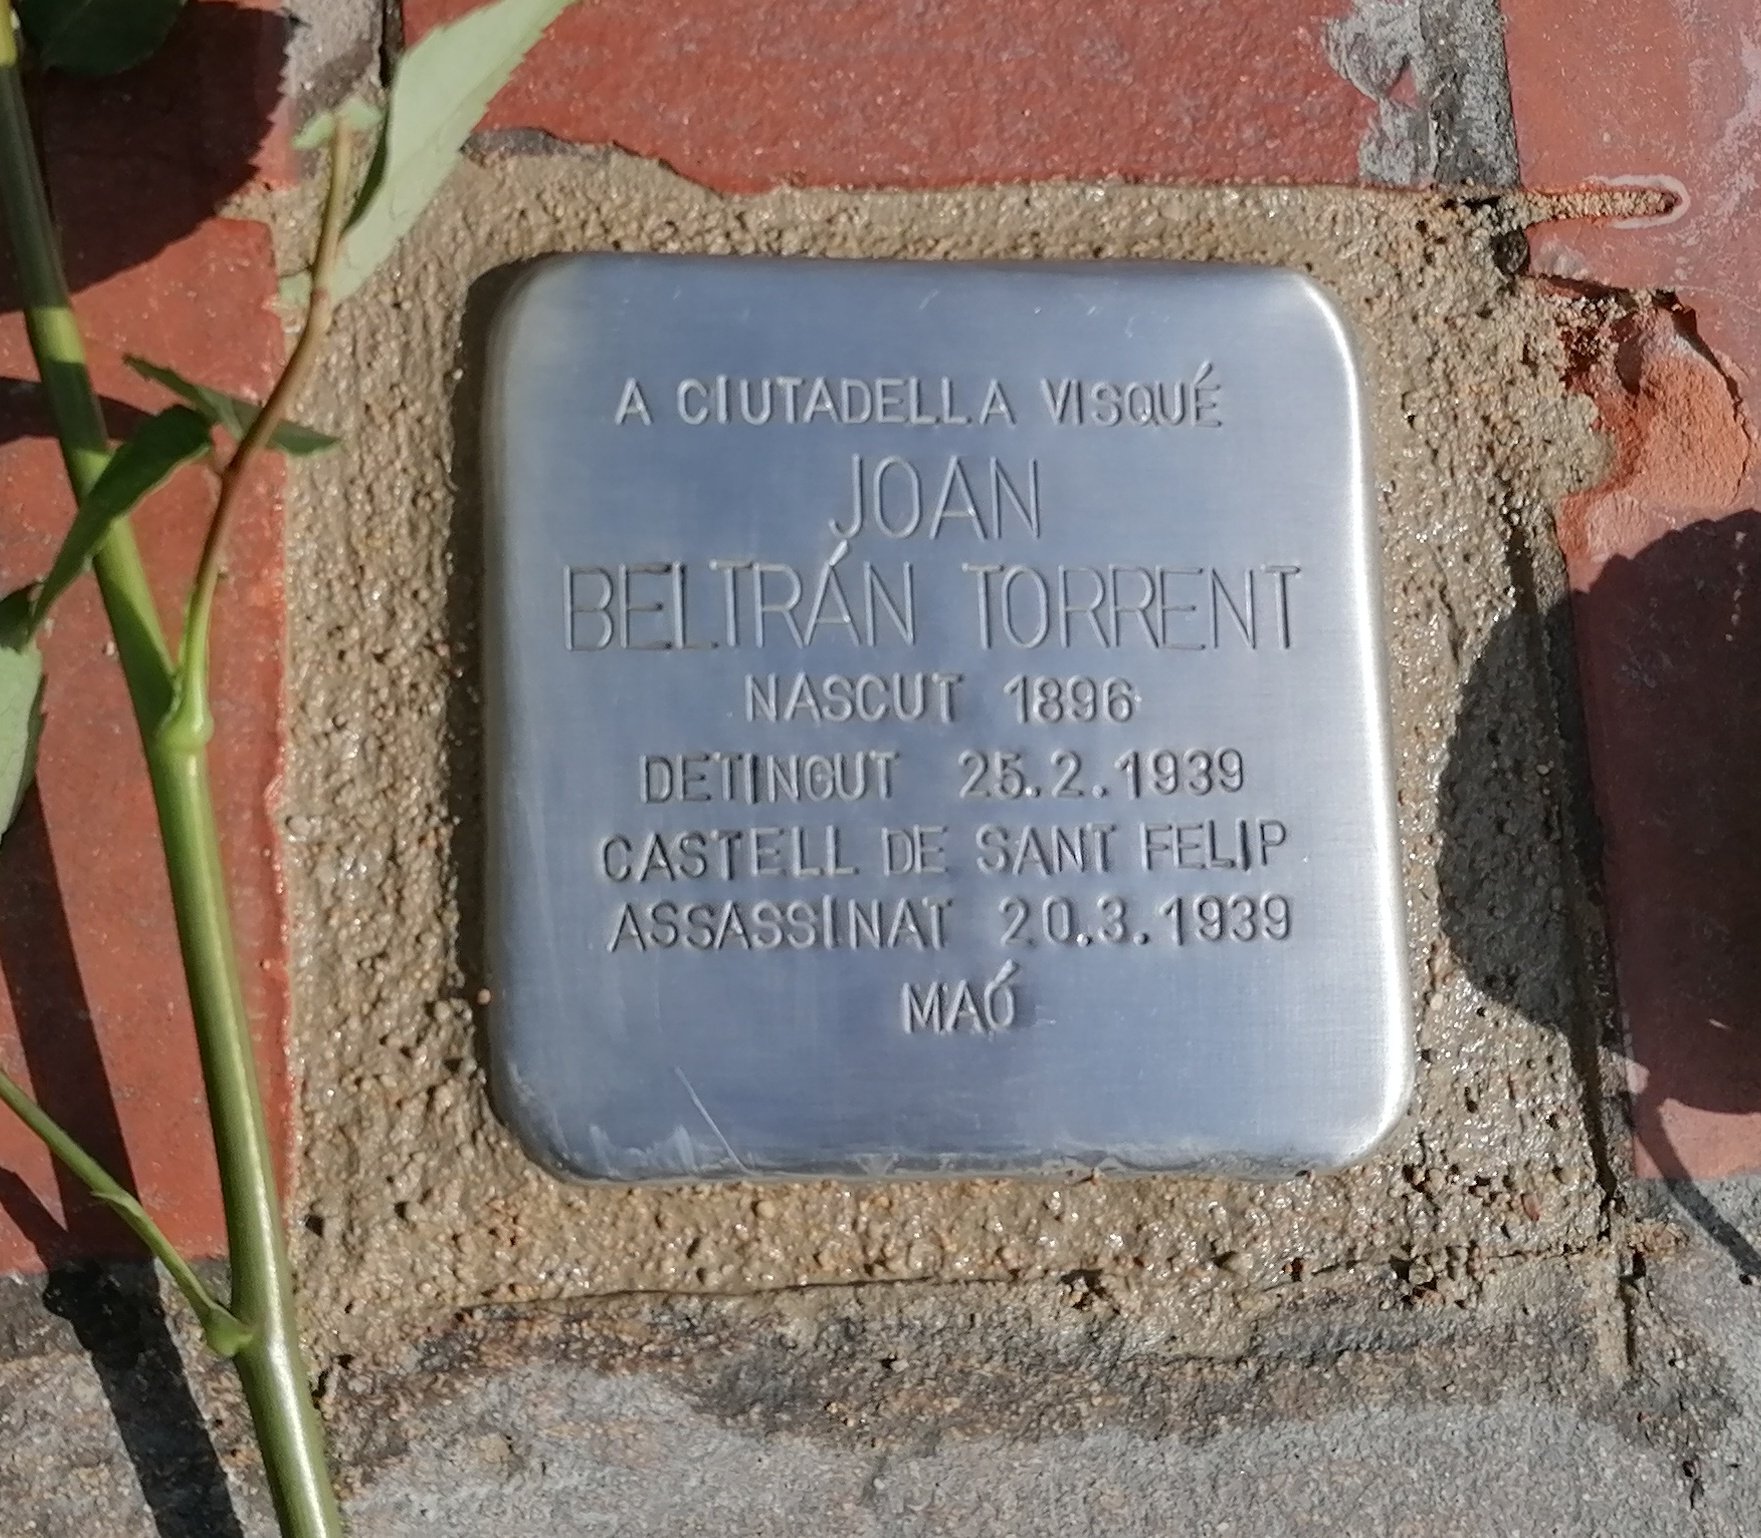 A CIUTADELLA VISQUÉ
JOAN
BELTRÁN TORRENT
NASCUT 1896
DETINGUT 25.2.1939
CASTELL DE SANT FELIP
ASSASSINAT 20.3.1939
MAÓ